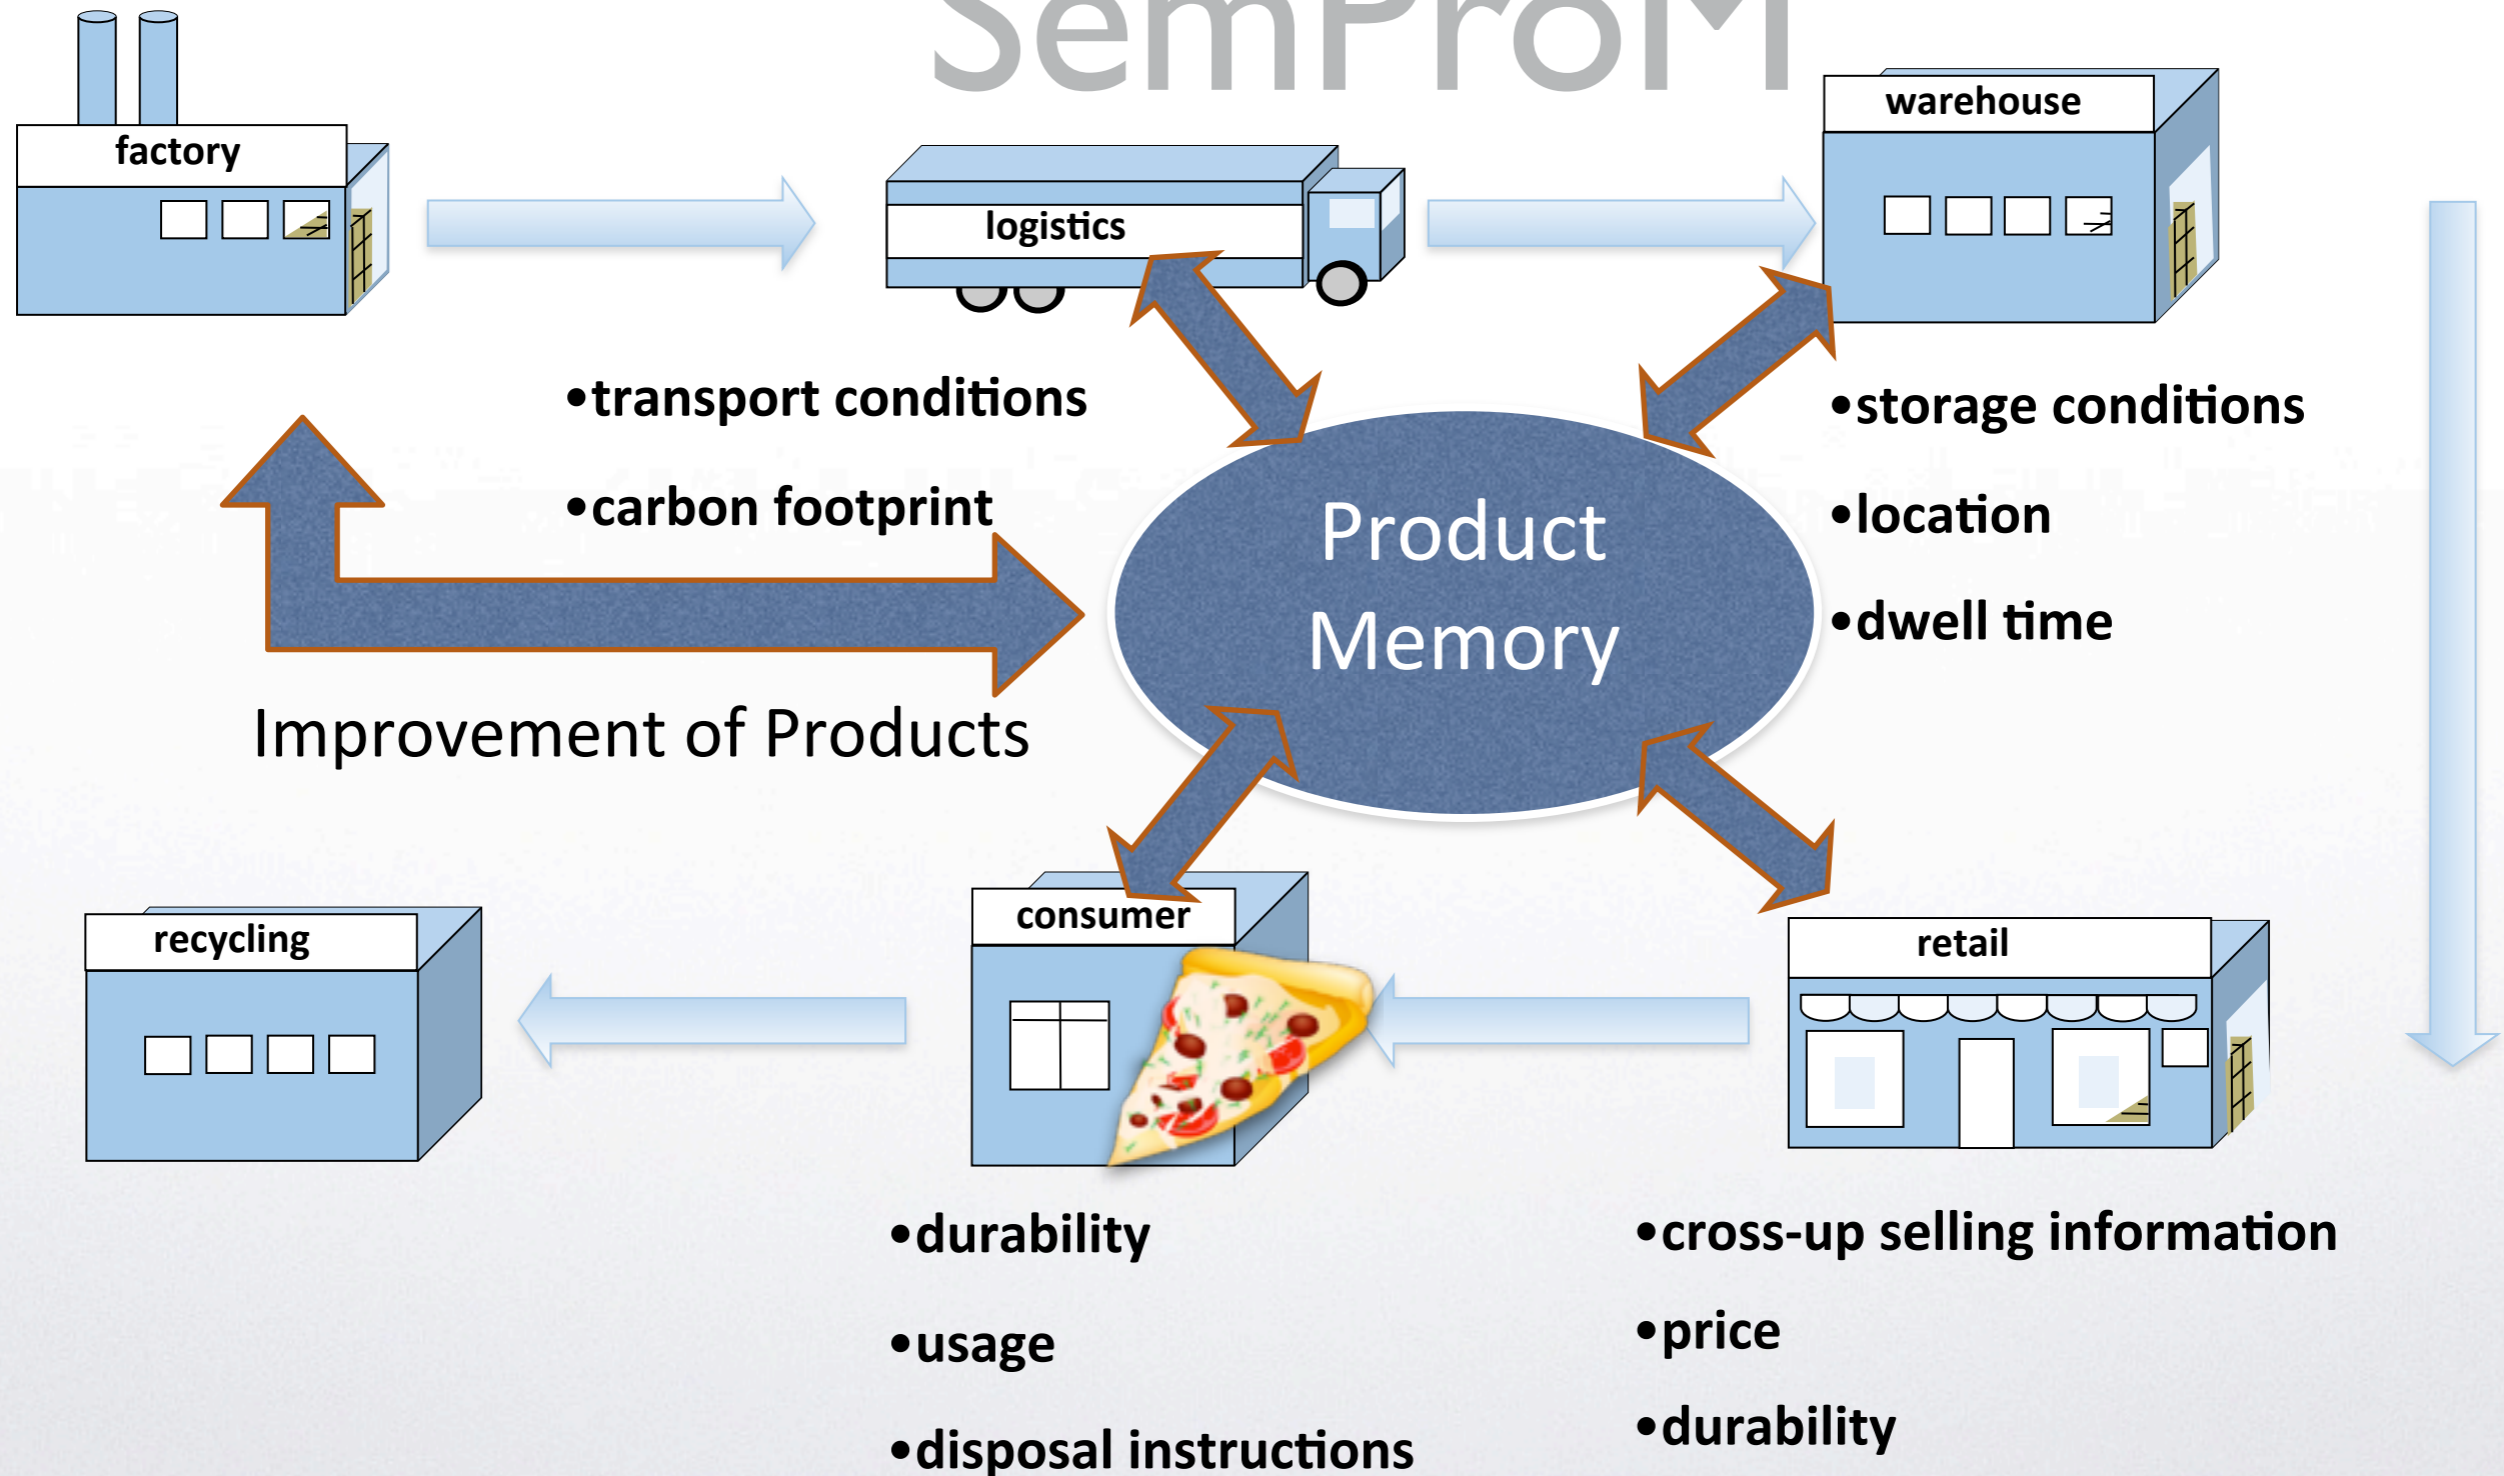 SemProM
factory
logistics
warehouse
•transport conditions
•carbon footprint
•storage conditions
•location
•dwell time
Product
Memory
Improvement of Products
recycling
consumer
retail
•durability
•usage
•disposal instructions
•cross-up selling information
•price
•durability